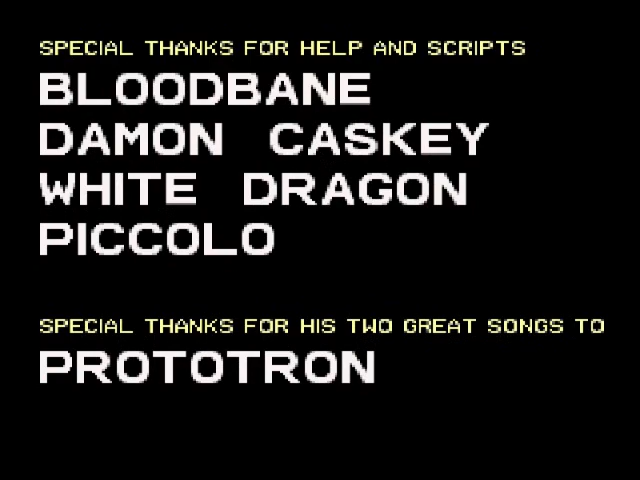 SPECIAL THANKS FOR HELP AND SCRIPTS
BLOODBANE
DAMON CASKEY
WHITE DRAGON
PICCOLO
SPECIAL THANKS FOR HIS TWO GREAT SONGS TO
PROTOTRON